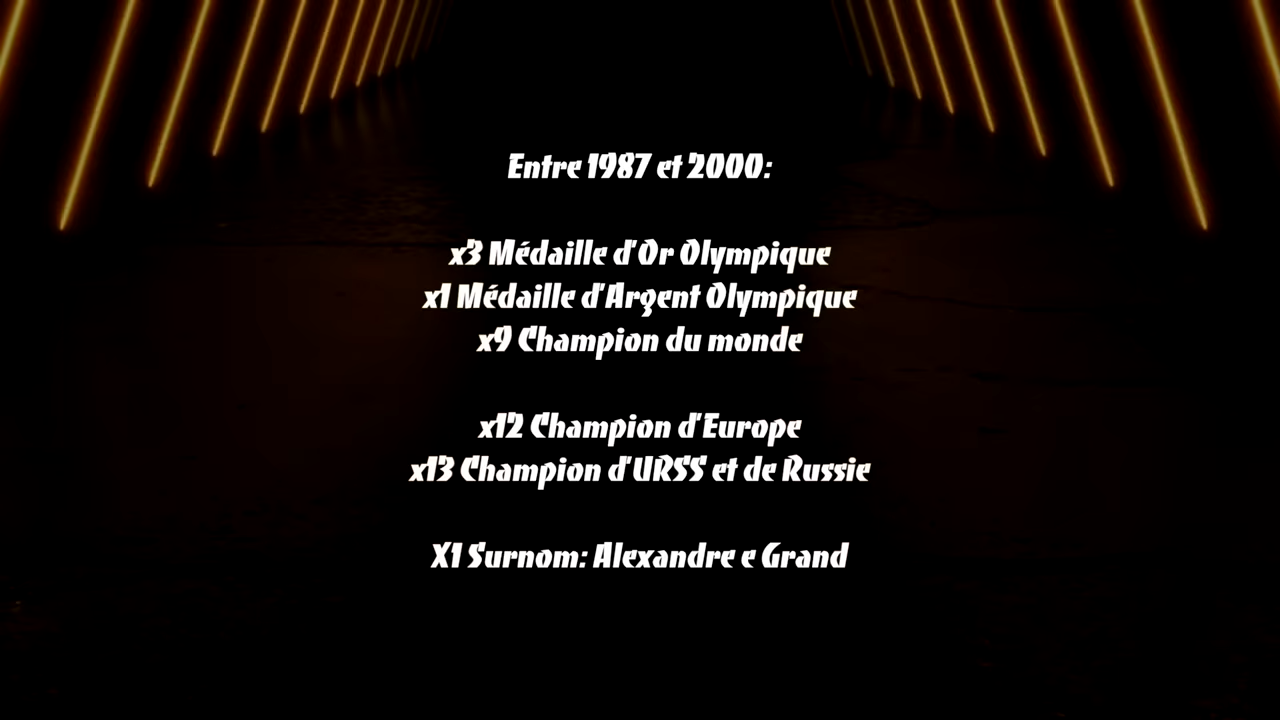 Entre 1987 et 2000:
x3 Médaille d'Or Olympique
x1 Médaille d'Argent Olympique
x9 Champion du monde
x12 Champion d'Europe
x13 Champion d'URSS et de Russie
X1 Surnom: Alexandre e Grand